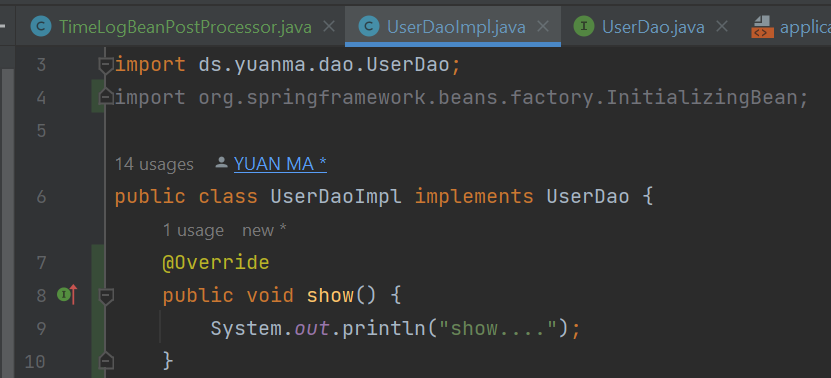 TimeLogBeanPostProcessor.java UserDaoImpl.java UserDao.java applica
3 import ds.yuanma.dao.UserDao;
4 import org.springframework.beans.factory.InitializingBean;
5
14 usages YUAN MA *
6 public class UserDaoImpl implements UserDao {
1 usage new *
7 @Override
8 public void show() {
9 System.out.println("show....");
10 }